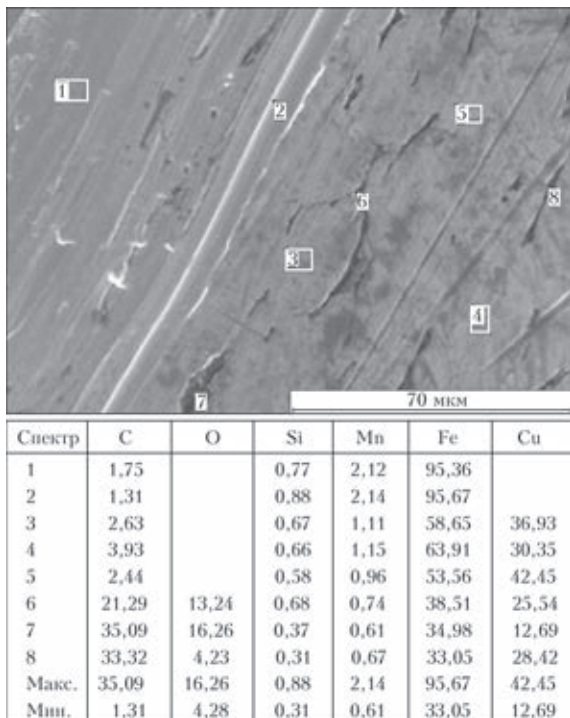 1
2
5
6
8
3
4
7
70 мкм
Спектр C O Si Mn Fe Cu
1 1,75 0,77 2,12 95,36
2 1,31 0,88 2,14 95,67
3 2,63 0,67 1,11 58,65 36,93
4 3,93 0,66 1,15 63,91 30,35
5 2,44 0,58 0,96 53,56 42,45
6 21,29 13,24 0,68 0,74 38,51 25,54
7 35,09 16,26 0,37 0,61 34,98 12,69
8 33,32 4,23 0,31 0,67 33,05 28,42
Макс. 35,09 16,26 0,88 2,14 95,67 42,45
Мин. 1,31 4,28 0,31 0,61 33,05 12,69